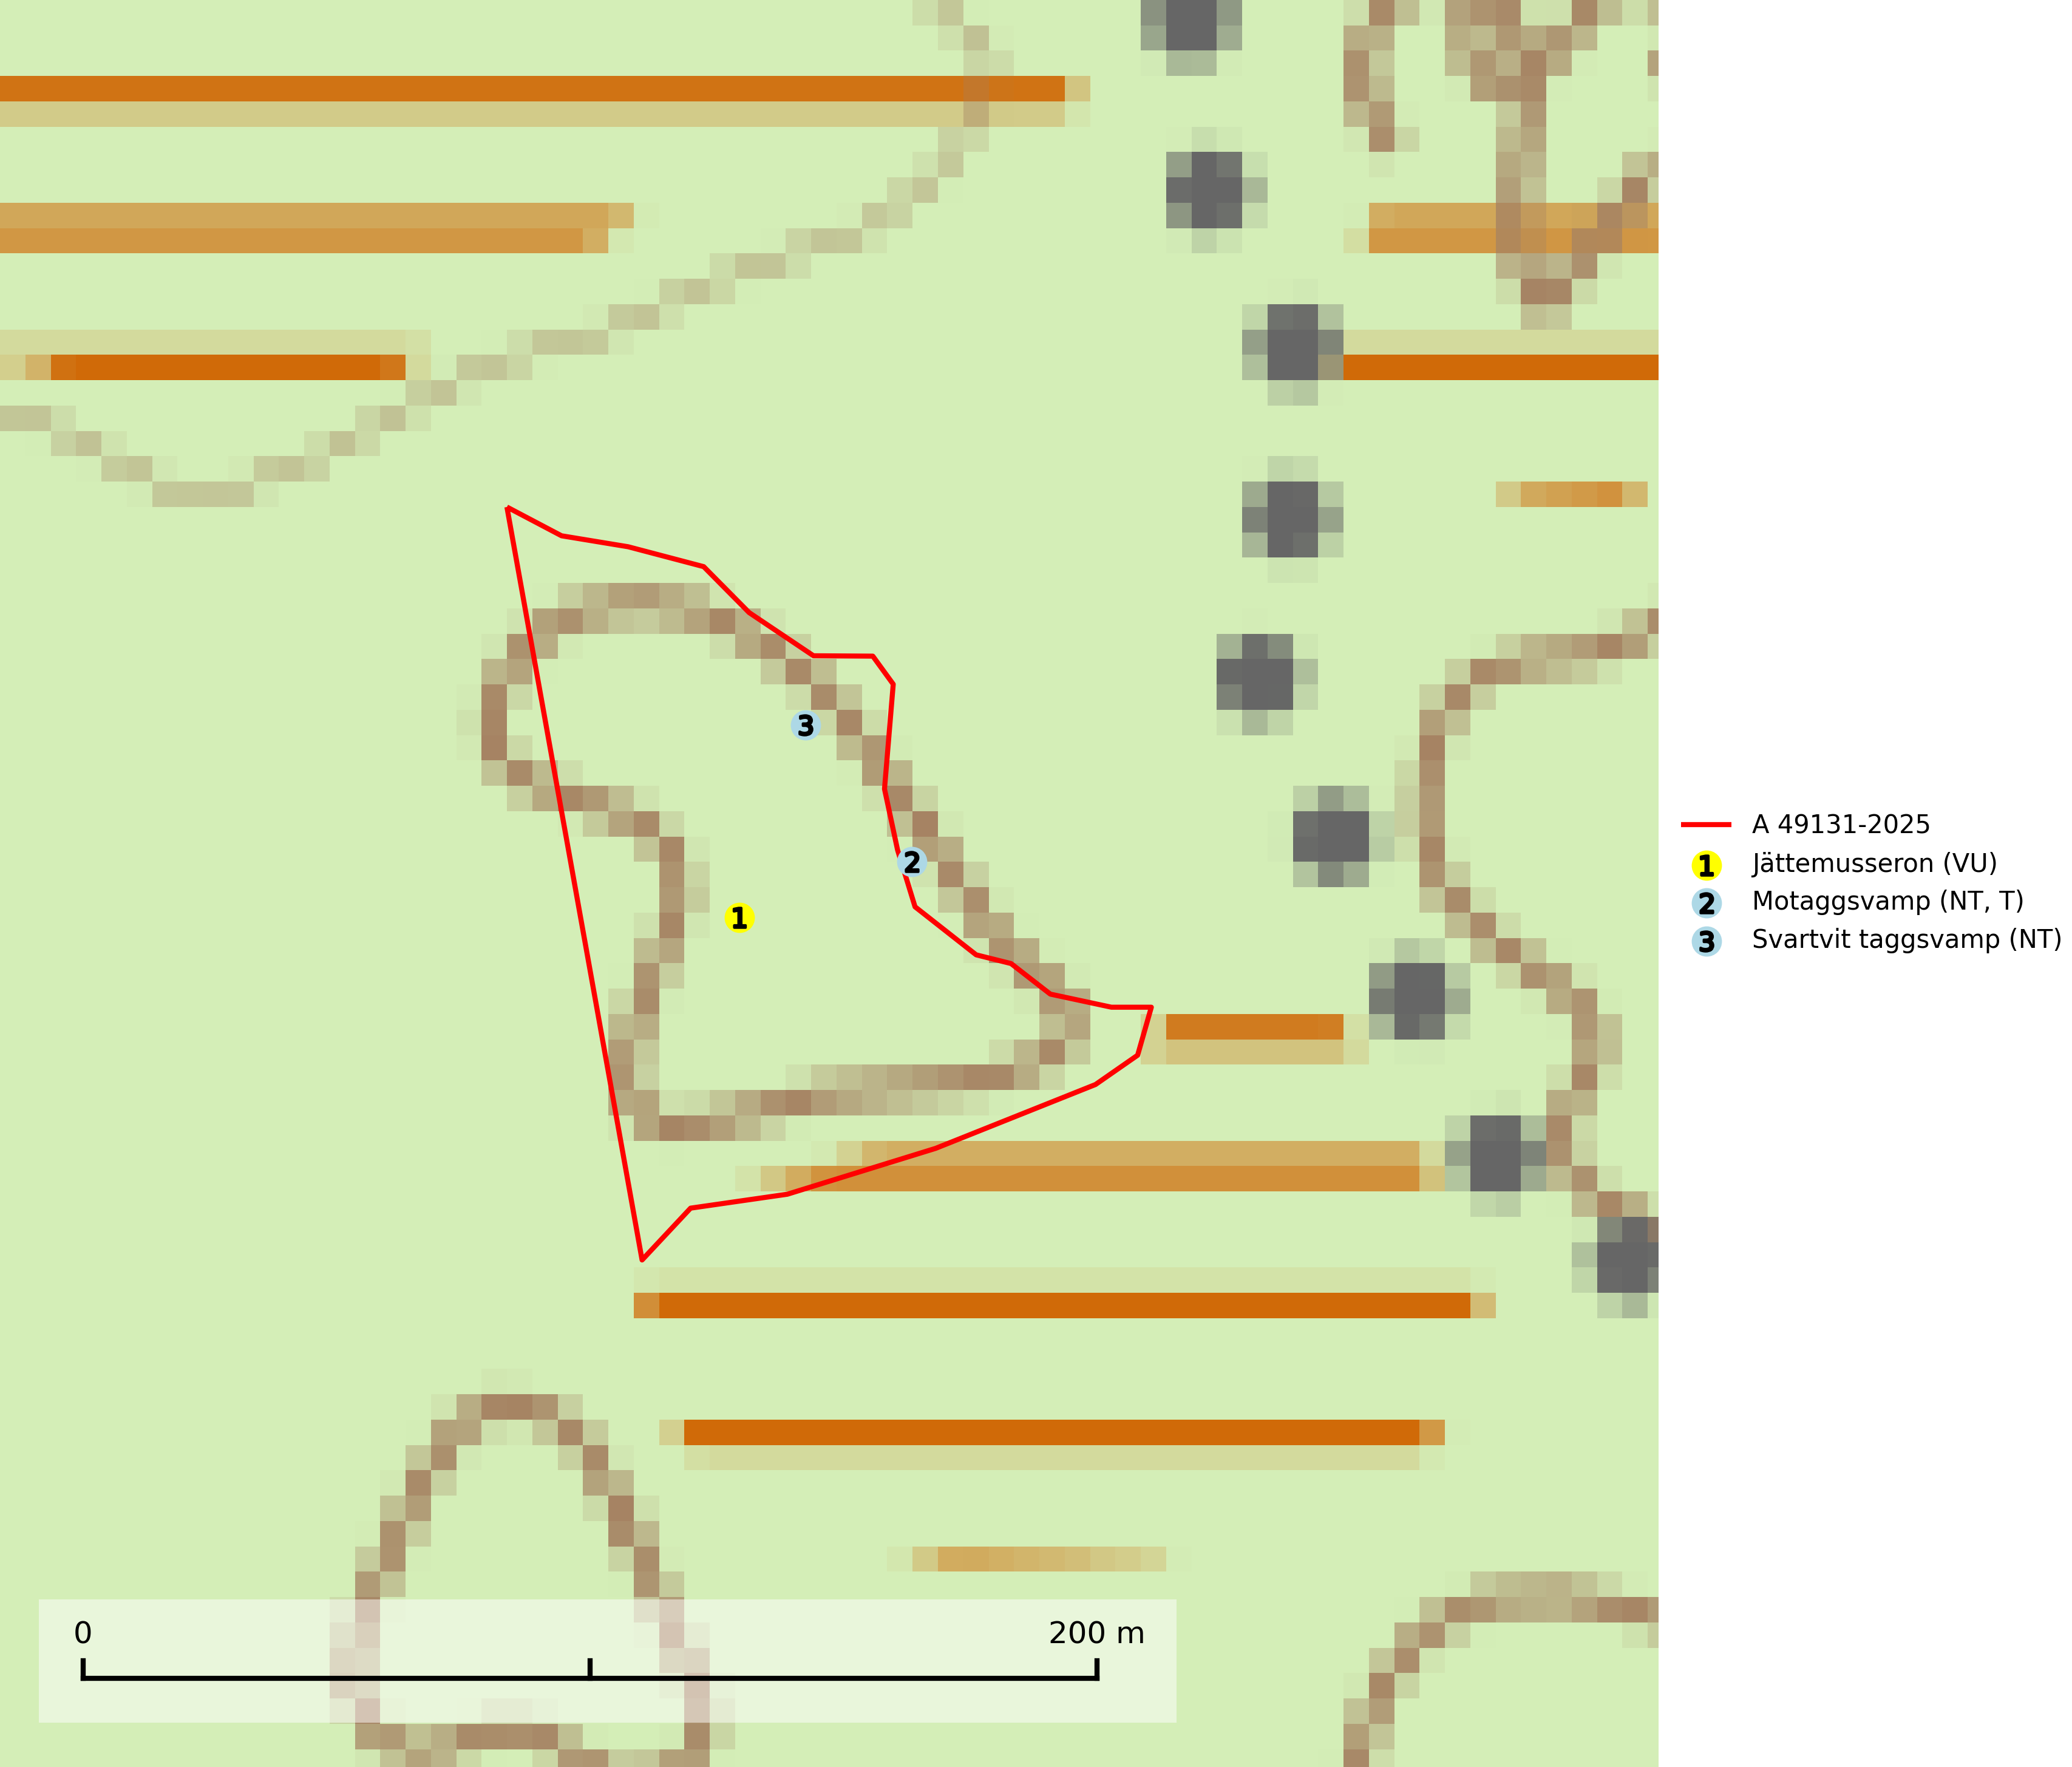 3
2
1
A 49131-2025
1 Jättemusseron (VU)
2 Motaggsvamp (NT, T)
3 Svartvit taggsvamp (NT)
0 200 m